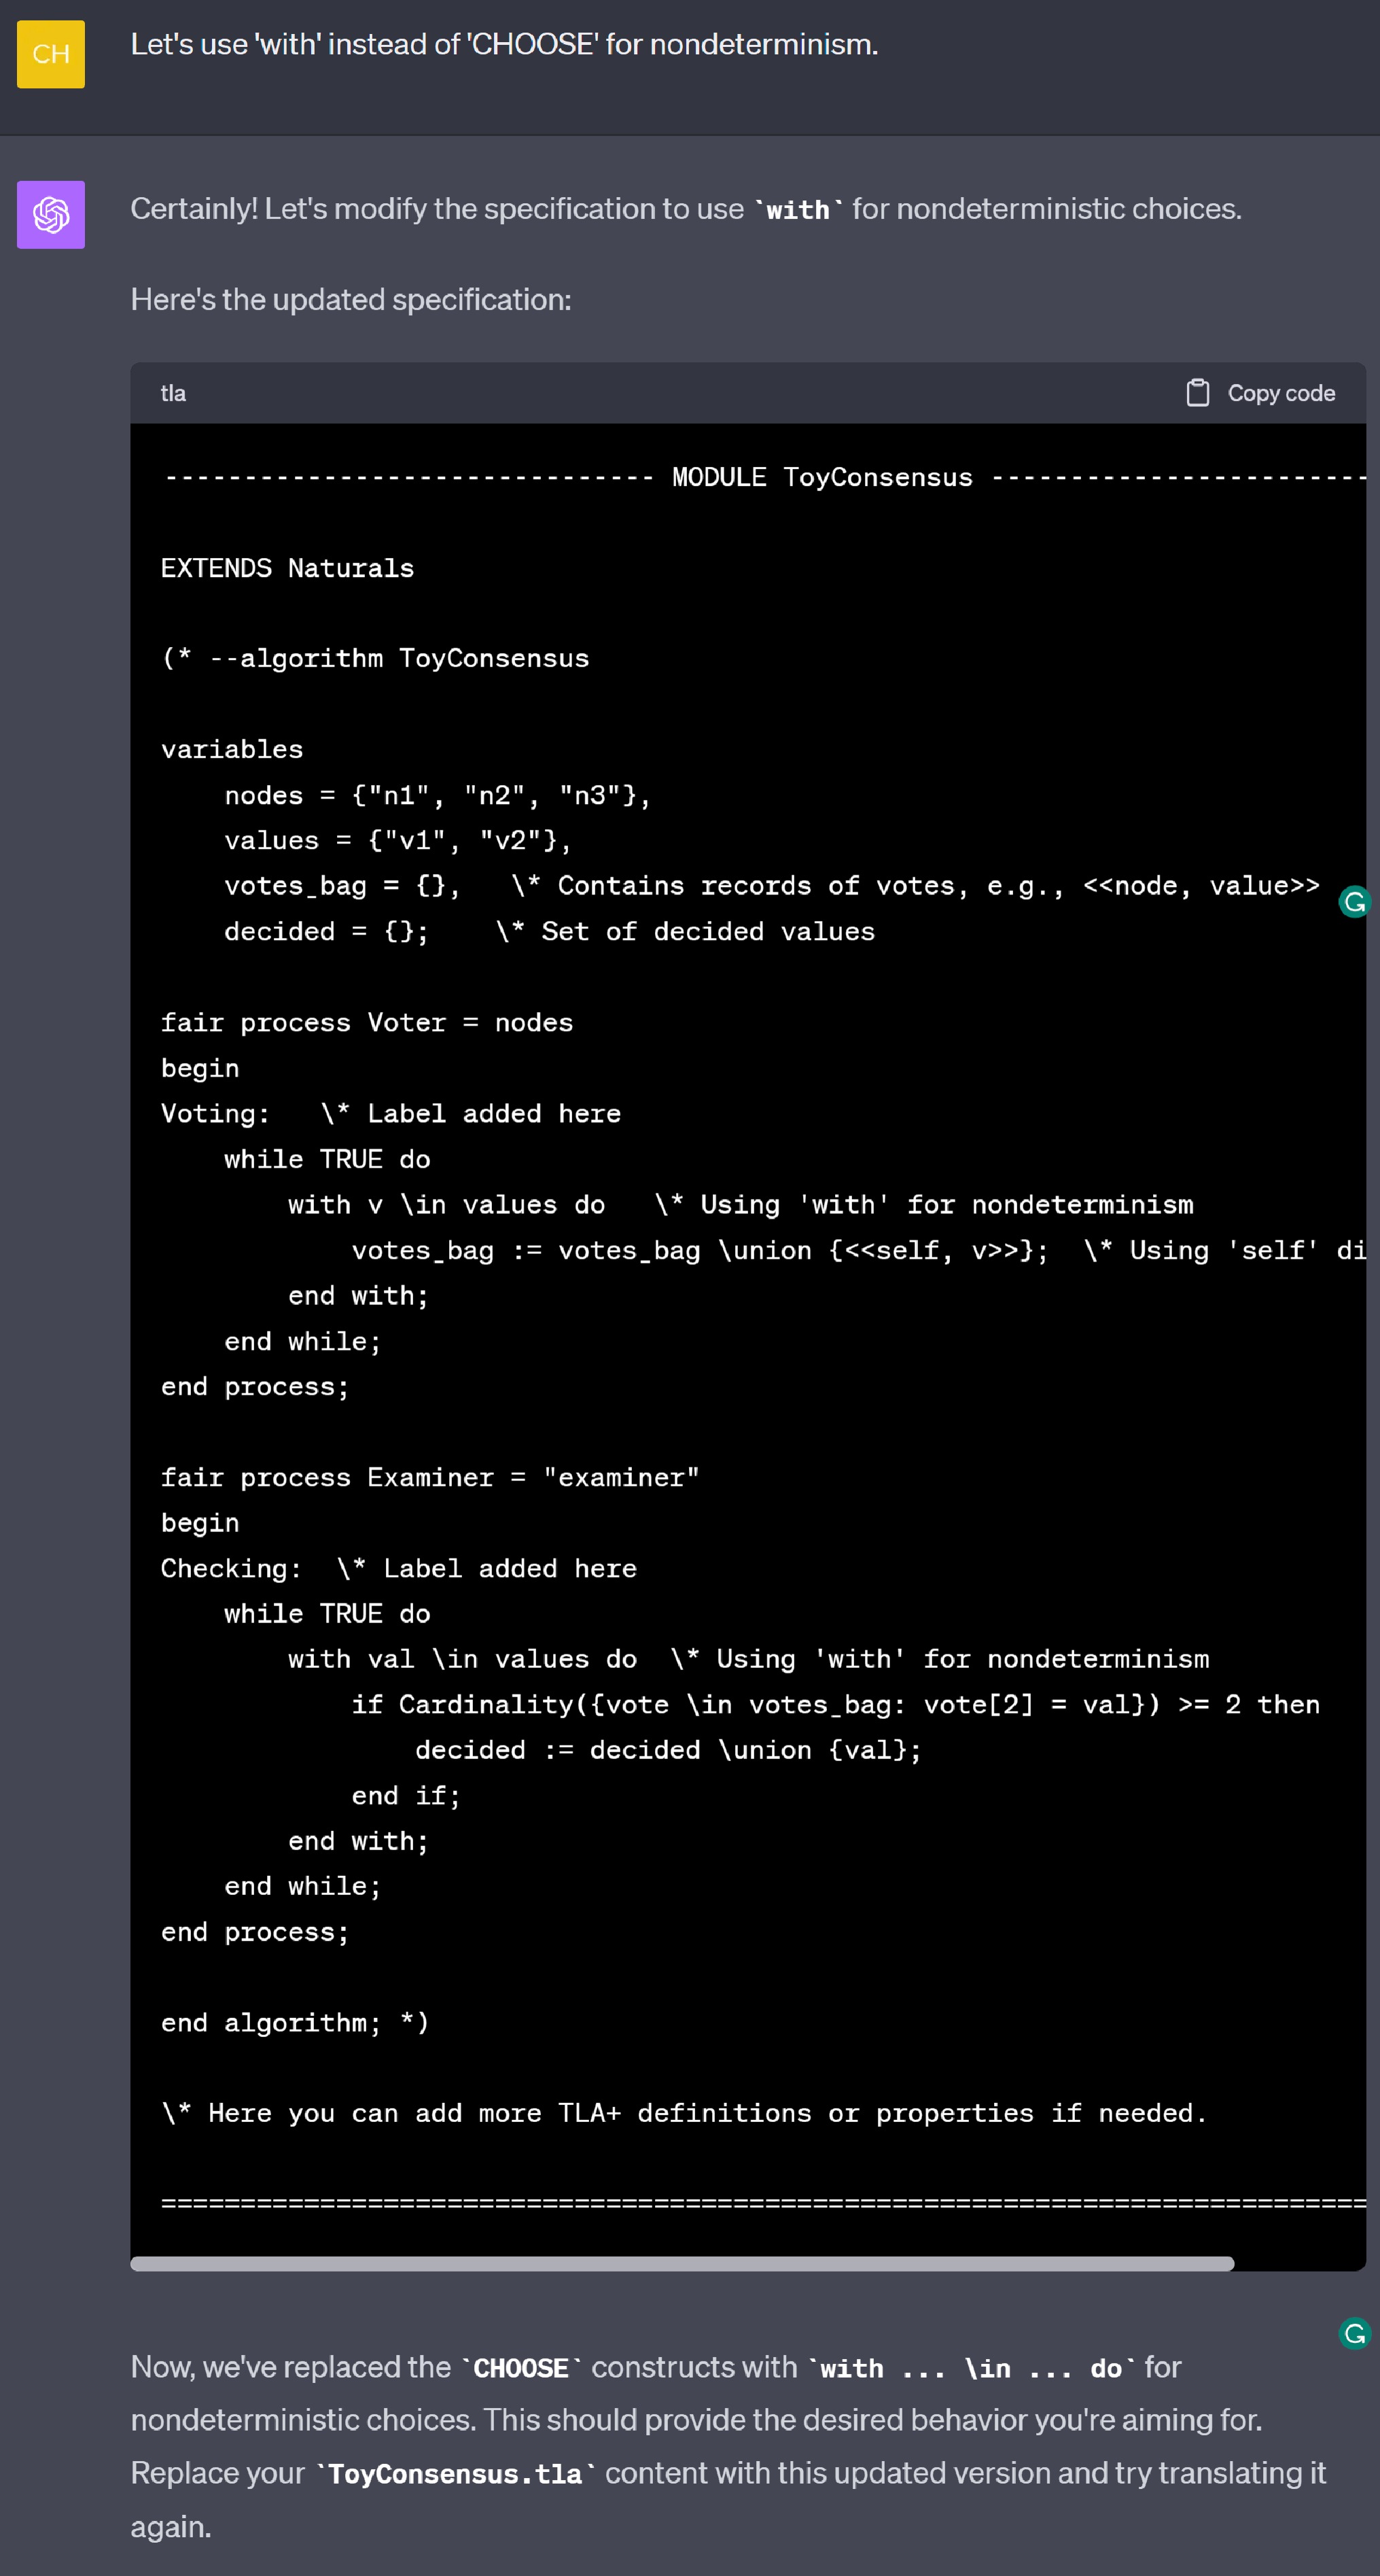 CH
Let's use 'with' instead of 'CHOOSE' for nondeterminism.
Certainly! Let's modify the specification to use `with` for nondeterministic choices.
Here's the updated specification:
tla
Copy code
------------------------------- MODULE ToyConsensus ------------------------
EXTENDS Naturals
(* --algorithm ToyConsensus
variables
    nodes = {"n1", "n2", "n3"},
    values = {"v1", "v2"},
    votes_bag = {},   \* Contains records of votes, e.g., <<node, value>>
    decided = {};    \* Set of decided values
fair process Voter = nodes
begin
Voting:   \* Label added here
    while TRUE do
        with v \in values do   \* Using 'with' for nondeterminism
            votes_bag := votes_bag \union {<<self, v>>};  \* Using 'self' di
        end with;
    end while;
end process;
fair process Examiner = "examiner"
begin
Checking:  \* Label added here
    while TRUE do
        with val \in values do  \* Using 'with' for nondeterminism
            if Cardinality({vote \in votes_bag: vote[2] = val}) >= 2 then
                decided := decided \union {val};
            end if;
        end with;
    end while;
end process;
end algorithm; *)
\* Here you can add more TLA+ definitions or properties if needed.
============================================================================
Now, we've replaced the `CHOOSE` constructs with `with ... \in ... do` for
nondeterministic choices. This should provide the desired behavior you're aiming for.
Replace your `ToyConsensus.tla` content with this updated version and try translating it
again.